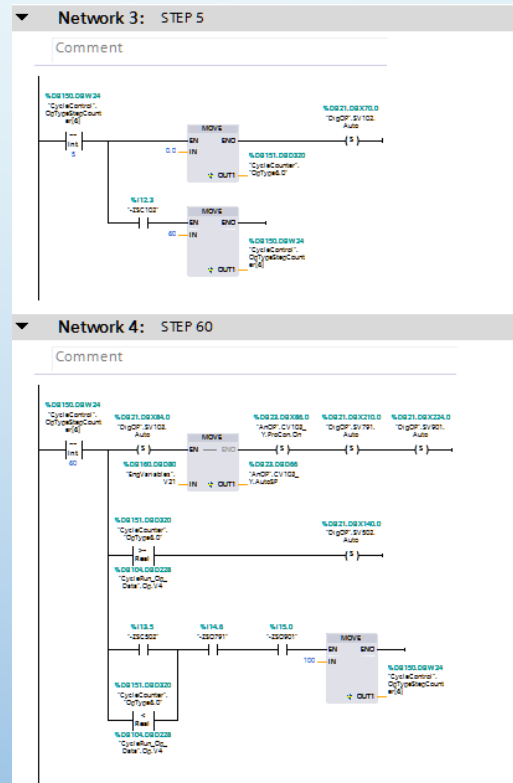 Network 3: STEP 5
Comment
%DB150.DBW24
"CycleControl".
OpTypeStepCount
er[6]
==
Int
5
MOVE
EN ENO
0.0 IN
OUT1
%DB151.DBD320
"CycleCounter".
"OpType6.0"
%DB21.DBX70.0
"DigOP".SV102.
Auto
S
%I12.3
"-ZSC102"
MOVE
EN ENO
60 IN
OUT1
%DB150.DBW24
"CycleControl".
OpTypeStepCount
er[6]
Network 4: STEP 60
Comment
%DB150.DBW24
"CycleControl".
OpTypeStepCount
er[6]
==
Int
60
%DB21.DBX84.0
"DigOP".SV103.
Auto
S
MOVE
EN ENO
%DB160.DBD80
"EngVariables".
V21
IN OUT1
%DB23.DBD66
"AnOP".CV103_
Y.AutoSP
%DB23.DBX86.0
"AnOP".CV103_
Y.ProCon.On
S
%DB21.DBX210.0
"DigOP".SV791.
Auto
S
%DB21.DBX224.0
"DigOP".SV901.
Auto
S
%DB151.DBD320
"CycleCounter".
"OpType6.0"
>=
Real
%DB104.DBD228
"CycleRun_Op_
Data".Op.V4
%DB21.DBX140.0
"DigOP".SV502.
Auto
S
%I13.5
"-ZSC502"
%I14.6
"-ZSO791"
%I15.0
"-ZSO901"
MOVE
EN ENO
100 IN
OUT1
%DB150.DBW24
"CycleControl".
OpTypeStepCount
er[6]
%DB151.DBD320
"CycleCounter".
"OpType6.0"
<
Real
%DB104.DBD228
"CycleRun_Op_
Data".Op.V4